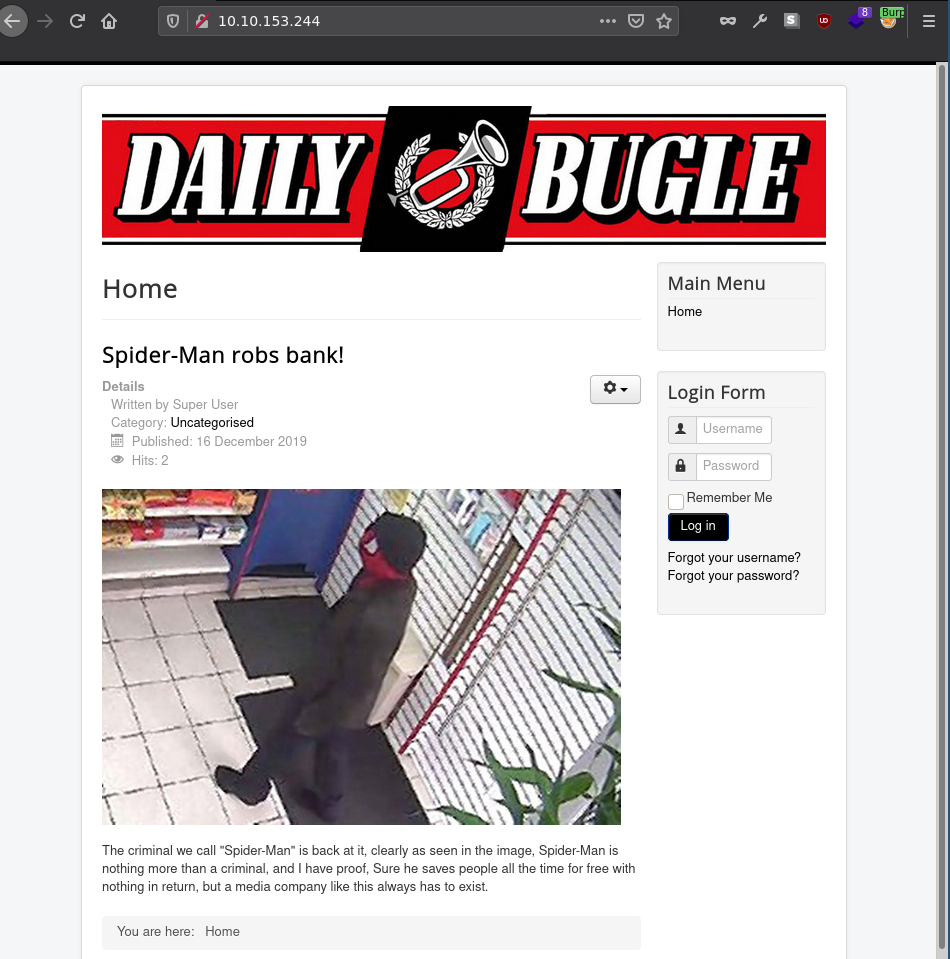 10.10.153.244
S
UD
8
Burp
DAILY BUGLE
Home
Spider-Man robs bank!
Details
Written by Super User
Category: Uncategorised
Published: 16 December 2019
Hits: 2
The criminal we call "Spider-Man" is back at it, clearly as seen in the image, Spider-Man is
nothing more than a criminal, and I have proof, Sure he saves people all the time for free with
nothing in return, but a media company like this always has to exist.
You are here: Home
Main Menu
Home
Login Form
Username
Password
Remember Me
Log in
Forgot your username?
Forgot your password?